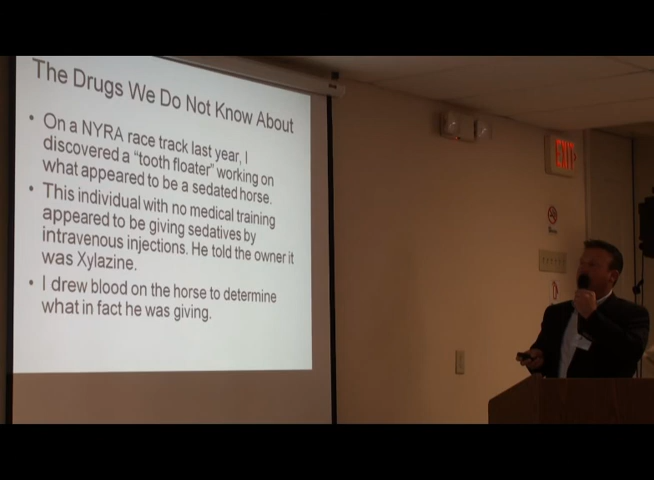 The Drugs We Do Not Know About
• On a NYRA race track last year, I
discovered a "tooth floater" working on
what appeared to be a sedated horse.
• This individual with no medical training
appeared to be giving sedatives by
intravenous injections. He told the owner it
was Xylazine.
• I drew blood on the horse to determine
what in fact he was giving.
EXIT